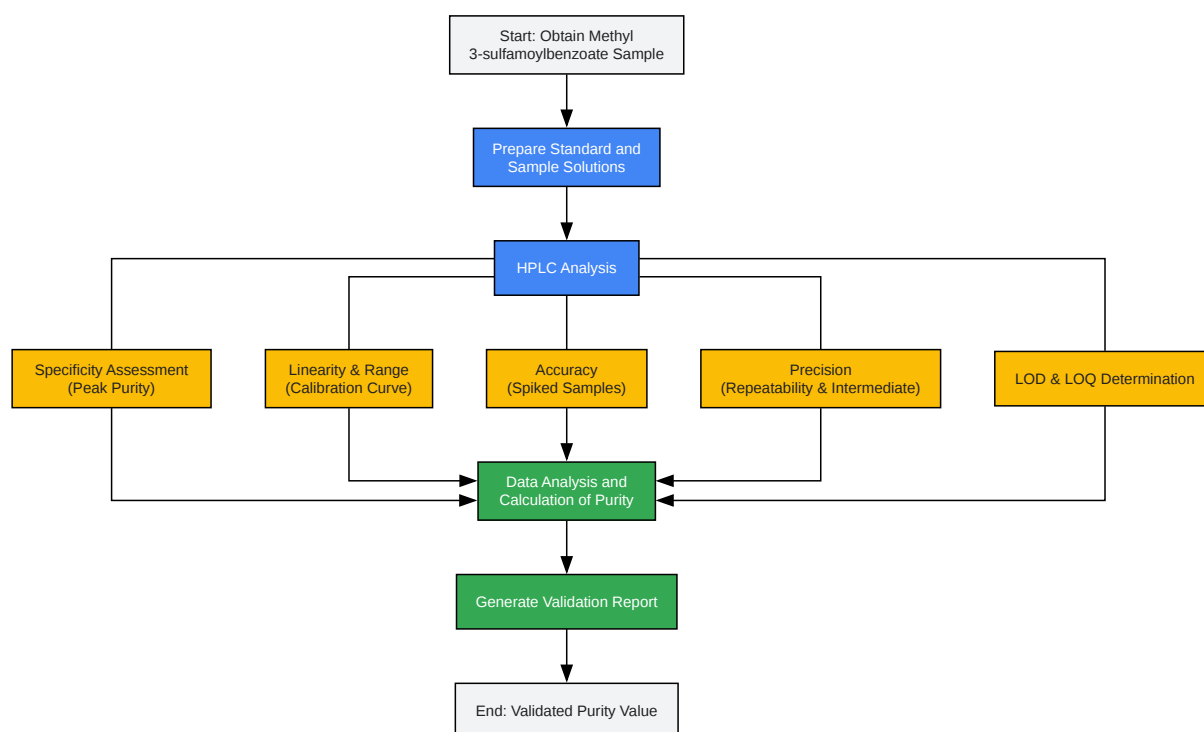 Start: Obtain Methyl
3-sulfamoylbenzoate Sample
Prepare Standard and
Sample Solutions
HPLC Analysis
Specificity Assessment
(Peak Purity)
Linearity & Range
(Calibration Curve)
Accuracy
(Spiked Samples)
Precision
(Repeatability & Intermediate)
LOD & LOQ Determination
Data Analysis and
Calculation of Purity
Generate Validation Report
End: Validated Purity Value